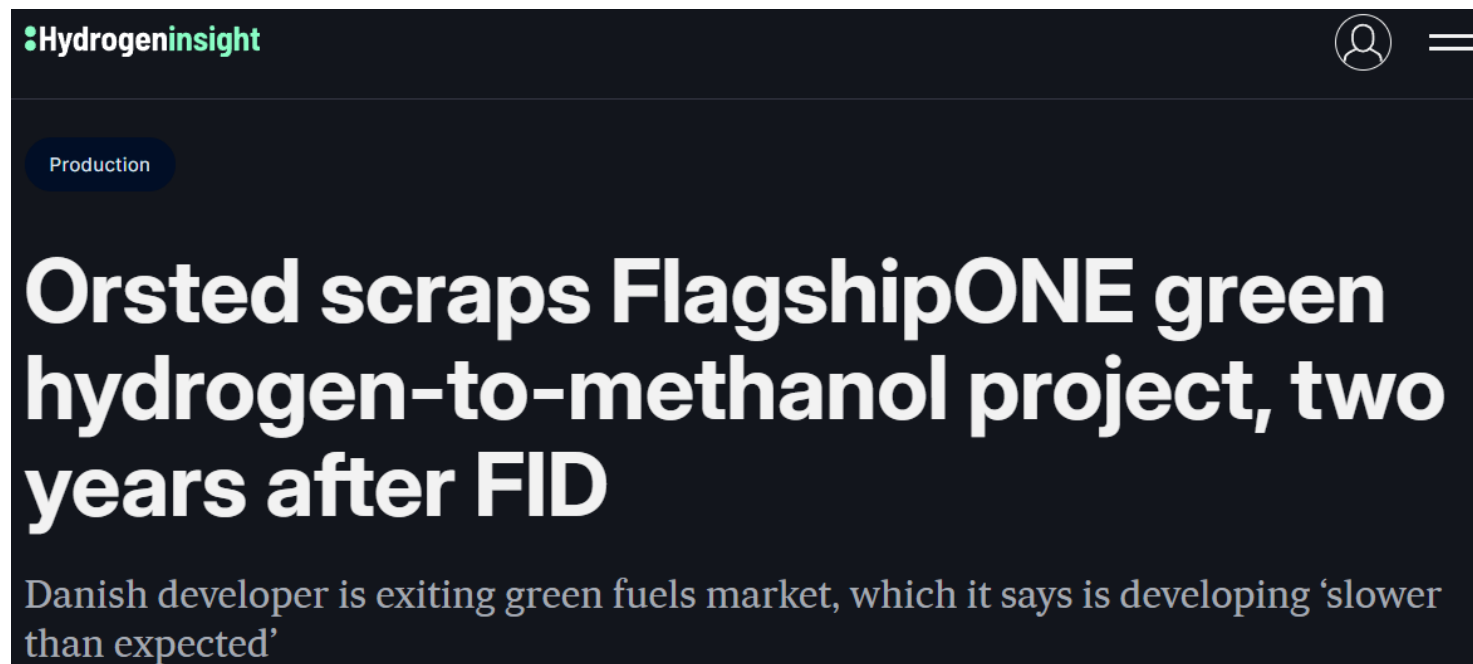 Hydrogeninsight
Production
Orsted scraps FlagshipONE green
hydrogen-to-methanol project, two
years after FID
Danish developer is exiting green fuels market, which it says is developing ‘slower
than expected’